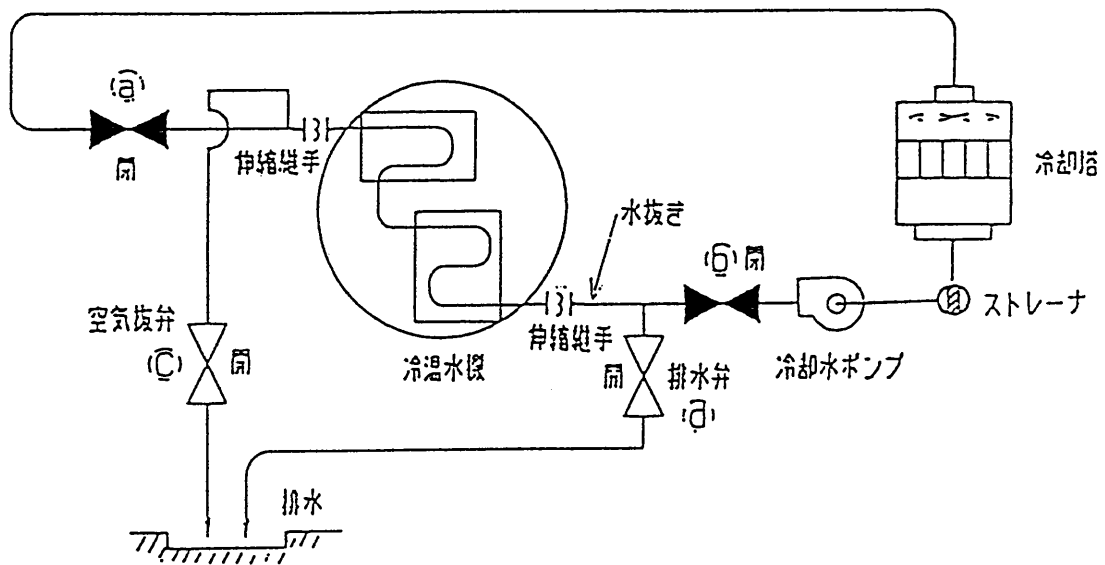 (a)
閉
伸縮継手
水抜き
(b) 閉
冷却塔
ストレーナ
空気抜弁
(c) 開
冷温水機
伸縮継手
開 排水弁
(d)
冷却水ポンプ
排水